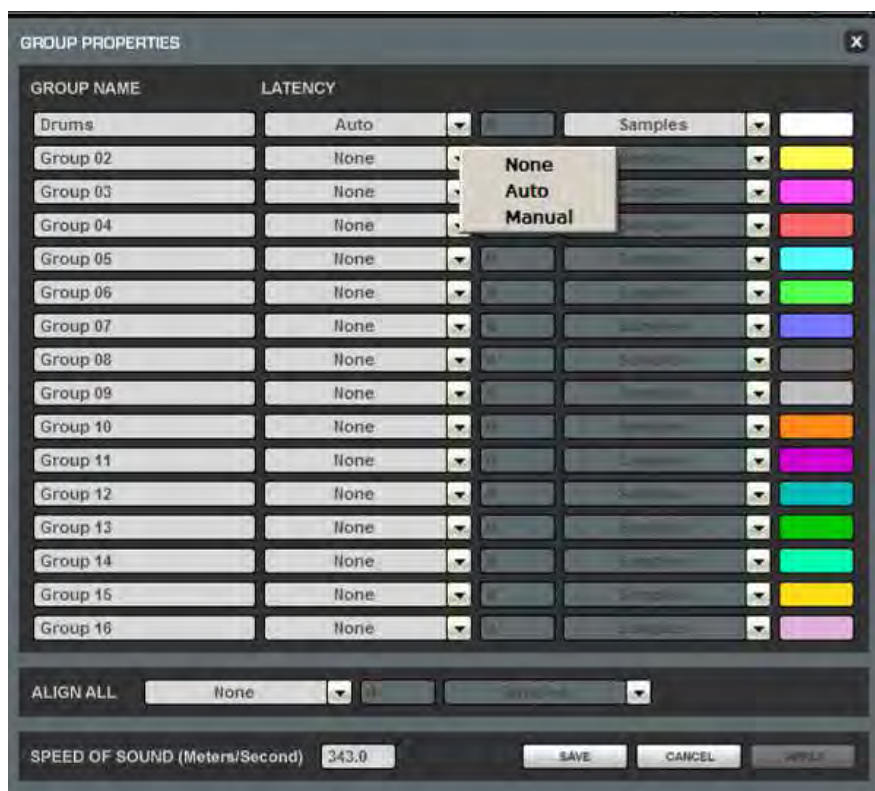 GROUP PROPERTIES X
GROUP NAME LATENCY
Drums Auto Samples
Group 02 None
None
Auto
Manual
Group 03 None
Group 04 None
Group 05 None
Group 06 None
Group 07 None
Group 08 None
Group 09 None
Group 10 None
Group 11 None
Group 12 None
Group 13 None
Group 14 None
Group 15 None
Group 16 None
ALIGN ALL None
SPEED OF SOUND (Meters/Second) 343.0 SAVE CANCEL